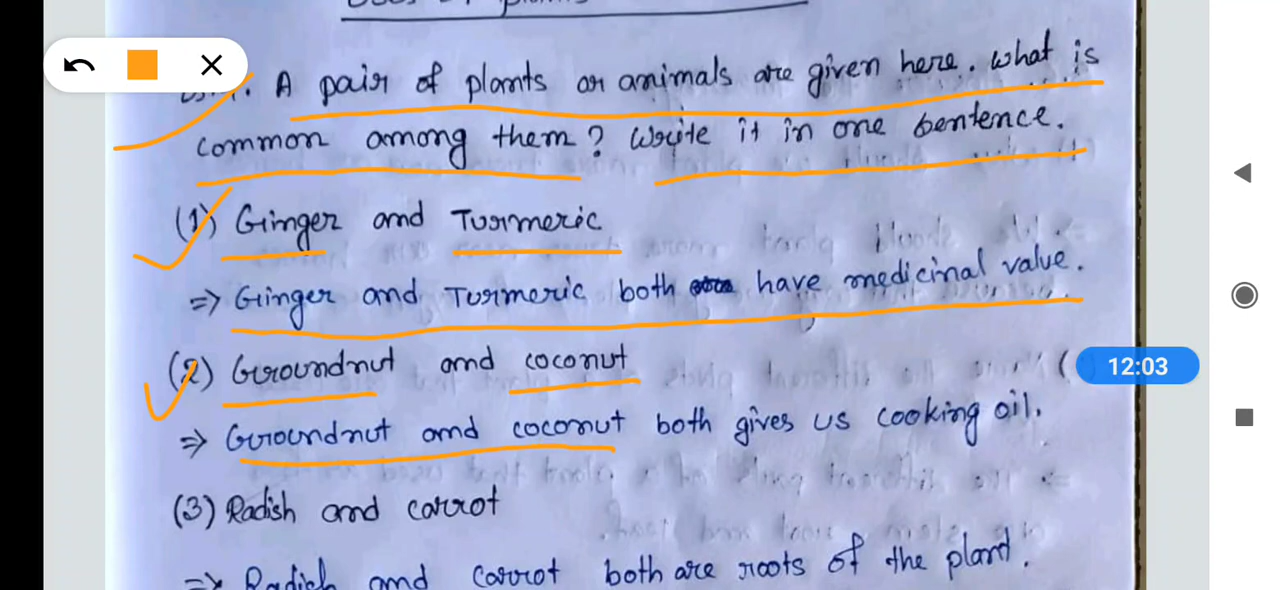 A pair of plants or animals are given here. what is
common among them? Write it in one sentence.
(1) Ginger and Turmeric
=> Ginger and Turmeric both have medicinal value.
(2) Groundnut and coconut
12:03
=> Groundnut and coconut both gives us cooking oil.
(3) Radish and carrot
=> Radish and carrot both are roots of the plant.